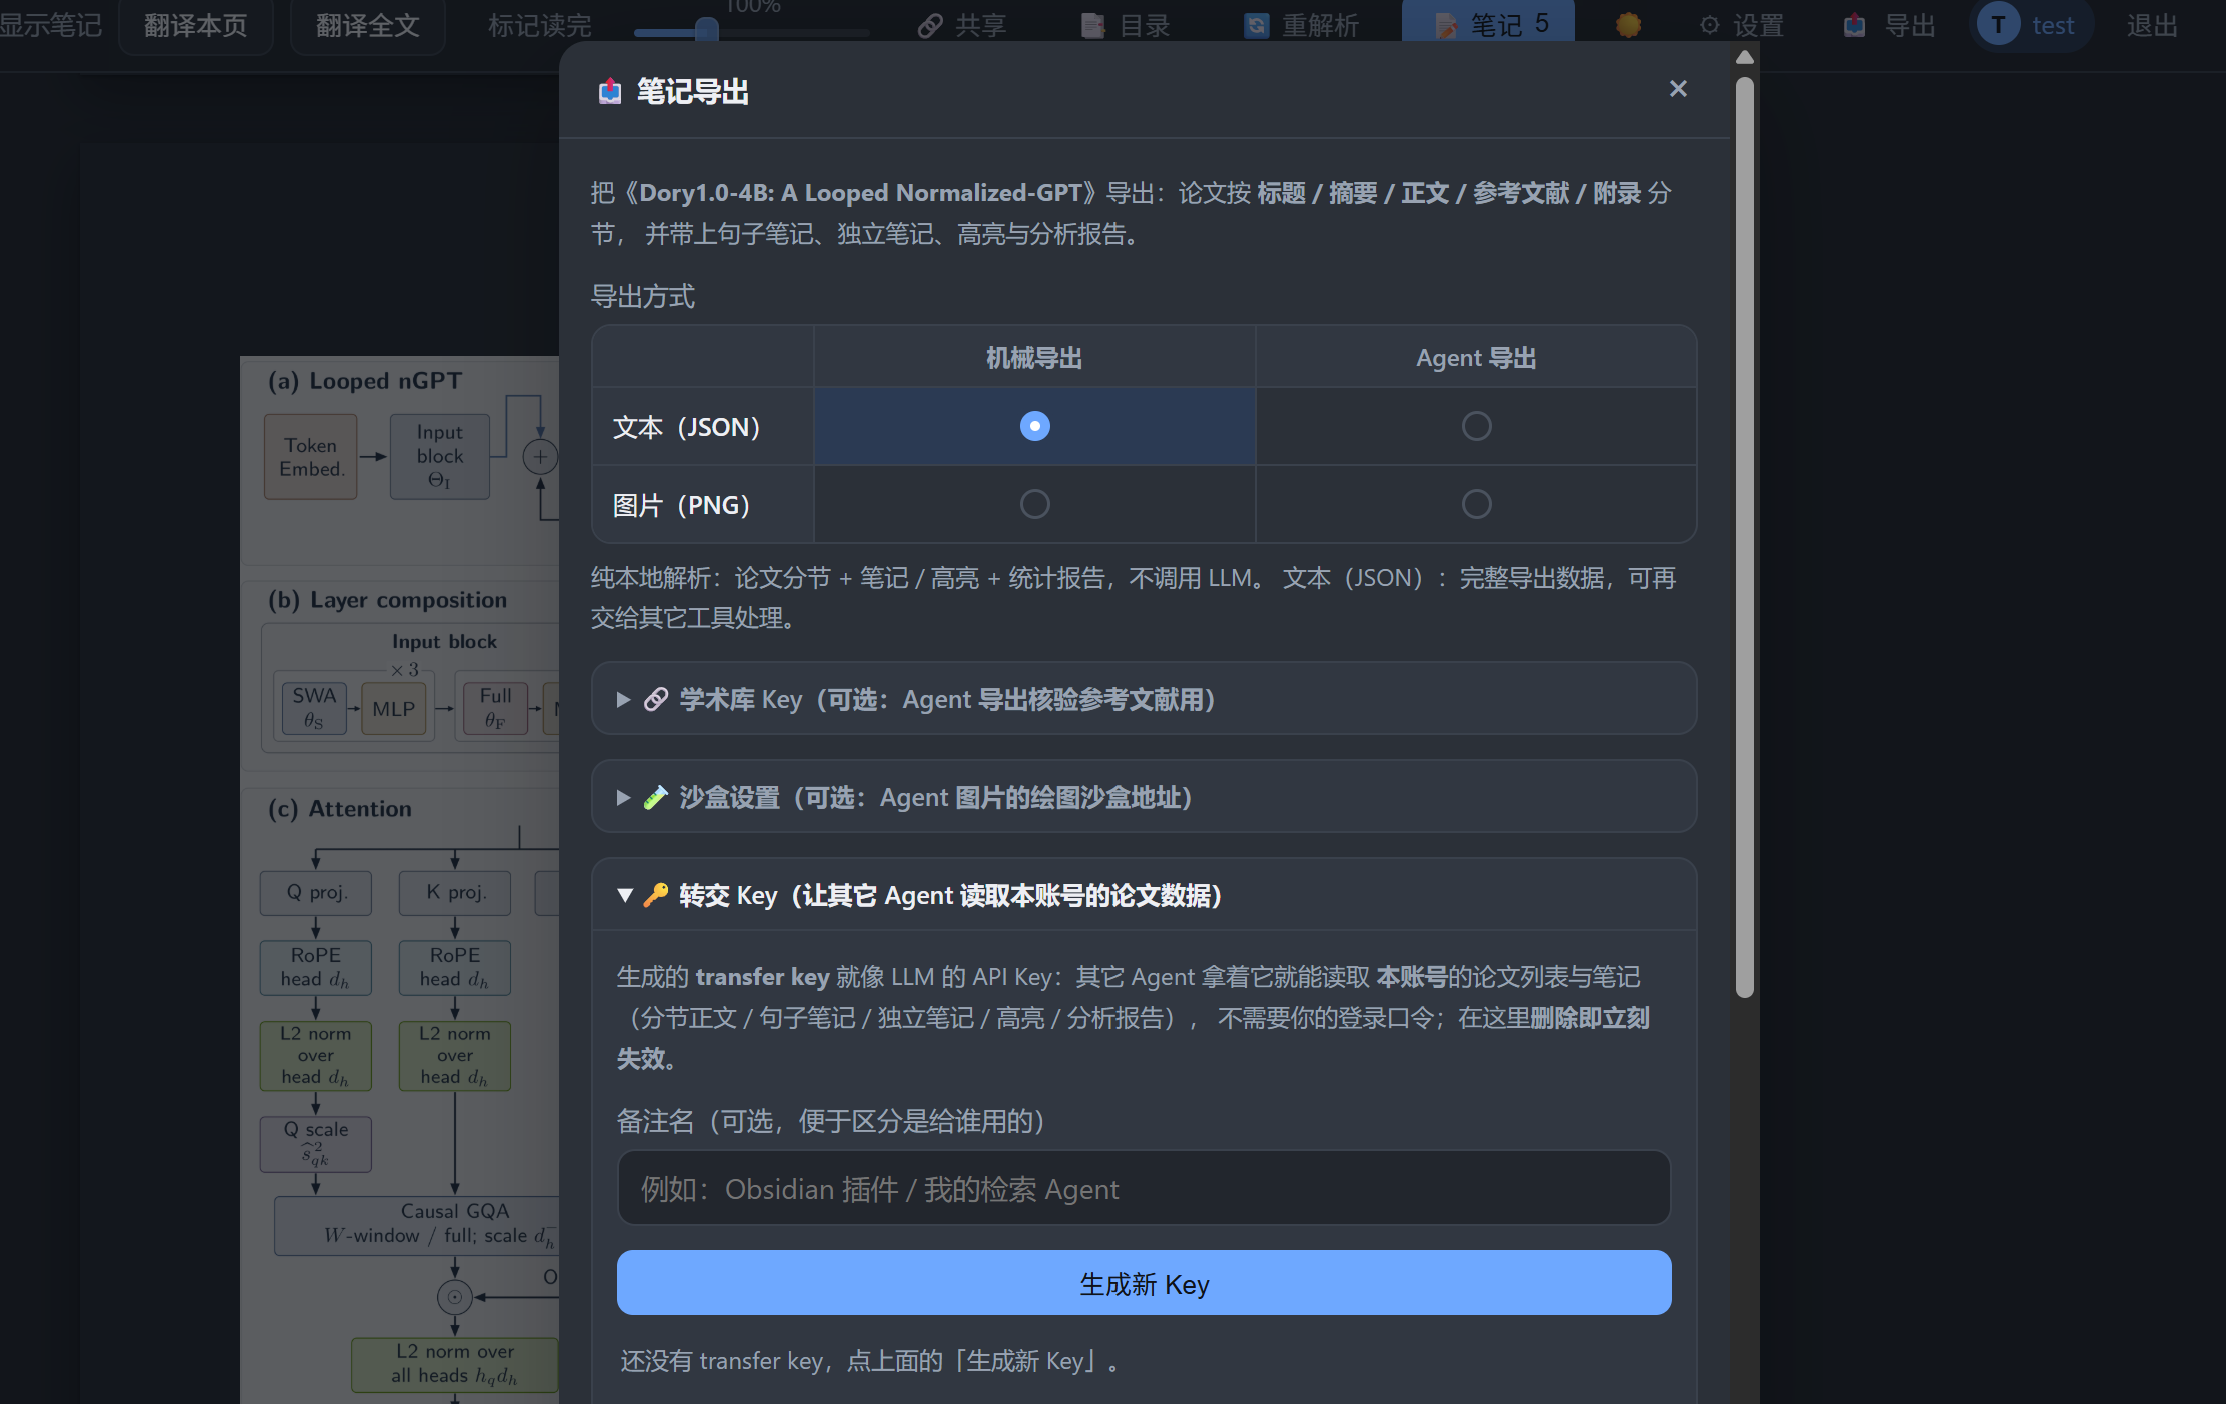 显示笔记 翻译本页 翻译全文 标记读完 100% 共享 目录 重解析 笔记 5 设置 导出 T test 退出
笔记导出 ×
把《Dory1.0-4B: A Looped Normalized-GPT》导出：论文按 标题 / 摘要 / 正文 / 参考文献 / 附录 分
节， 并带上句子笔记、独立笔记、高亮与分析报告。
导出方式
机械导出 Agent 导出
文本（JSON）
图片（PNG）
纯本地解析：论文分节 + 笔记 / 高亮 + 统计报告，不调用 LLM。 文本（JSON）：完整导出数据，可再
交给其它工具处理。
学术库 Key（可选：Agent 导出核验参考文献用）
沙盒设置（可选：Agent 图片的绘图沙盒地址）
转交 Key（让其它 Agent 读取本账号的论文数据）
生成的 transfer key 就像 LLM 的 API Key：其它 Agent 拿着它就能读取 本账号的论文列表与笔记
（分节正文 / 句子笔记 / 独立笔记 / 高亮 / 分析报告）， 不需要你的登录口令；在这里删除即立刻
失效。
备注名（可选，便于区分是给谁用的）
例如：Obsidian 插件 / 我的检索 Agent
生成新 Key
还没有 transfer key，点上面的「生成新 Key」。
(a) Looped nGPT
Token
Embed.
Input
block
Θ_I
+
(b) Layer composition
Input block
× 3
SWA
θ_S
MLP
Full
θ_F
(c) Attention
Q proj.
K proj.
RoPE
head d_h
RoPE
head d_h
L2 norm
over
head d_h
L2 norm
over
head d_h
Q scale
ŝ²_qk
Causal GQA
W-window / full; scale d_h^−
⊙
L2 norm over
all heads h_q d_h